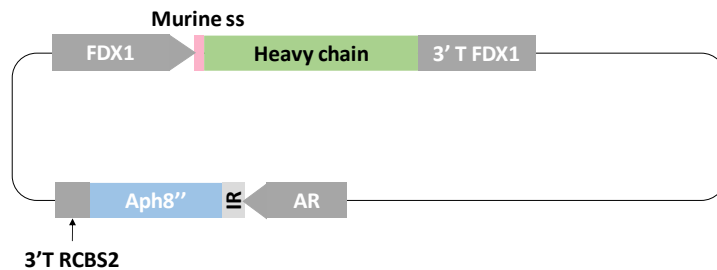 Murine ss
FDX1
Heavy chain
3' T FDX1
Aph8''
IR
AR
3'T RCBS2